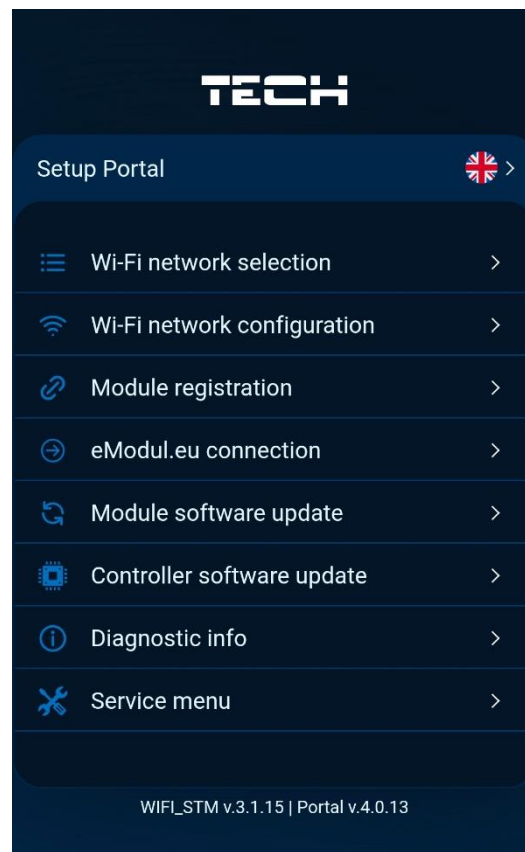 TECH
Setup Portal
Wi-Fi network selection
Wi-Fi network configuration
Module registration
eModul.eu connection
Module software update
Controller software update
Diagnostic info
Service menu
WIFI_STM v.3.1.15 | Portal v.4.0.13